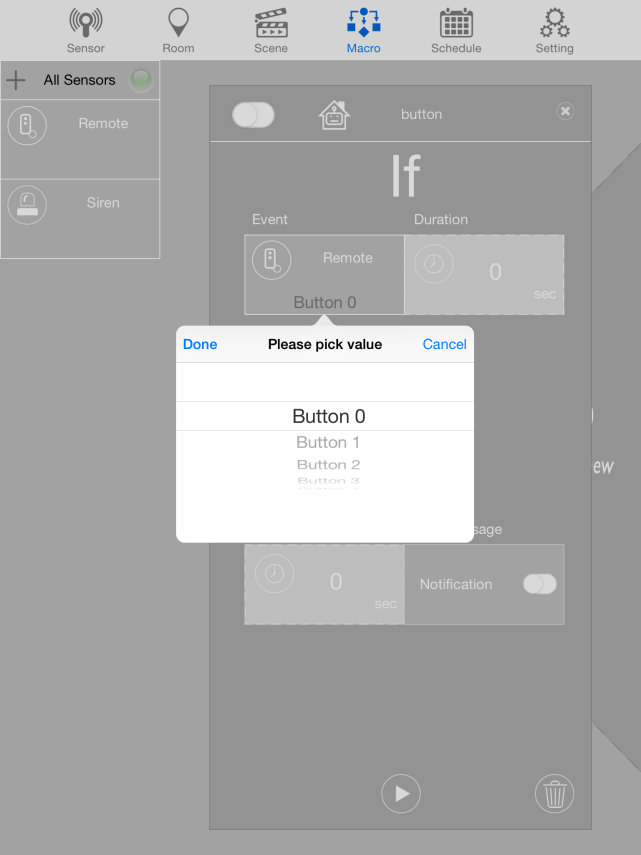 Sensor
Room
Scene
Macro
Schedule
Setting
All Sensors
Remote
Siren
button
If
Event
Duration
Remote
0
sec
Button 0
Done
Please pick value
Cancel
Button 0
Button 1
Button 2
Button 3
ew
sage
0
sec
Notification